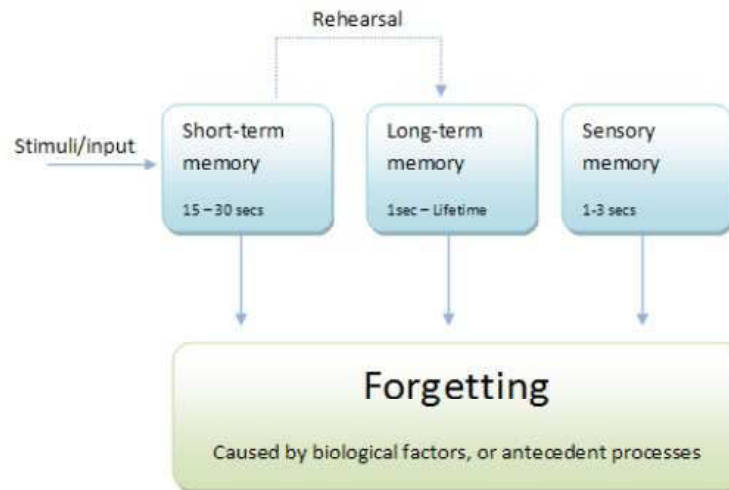 Rehearsal
Stimuli/input
Short-term
memory
15 – 30 secs
Long-term
memory
1sec – Lifetime
Sensory
memory
1-3 secs
Forgetting
Caused by biological factors, or antecedent processes